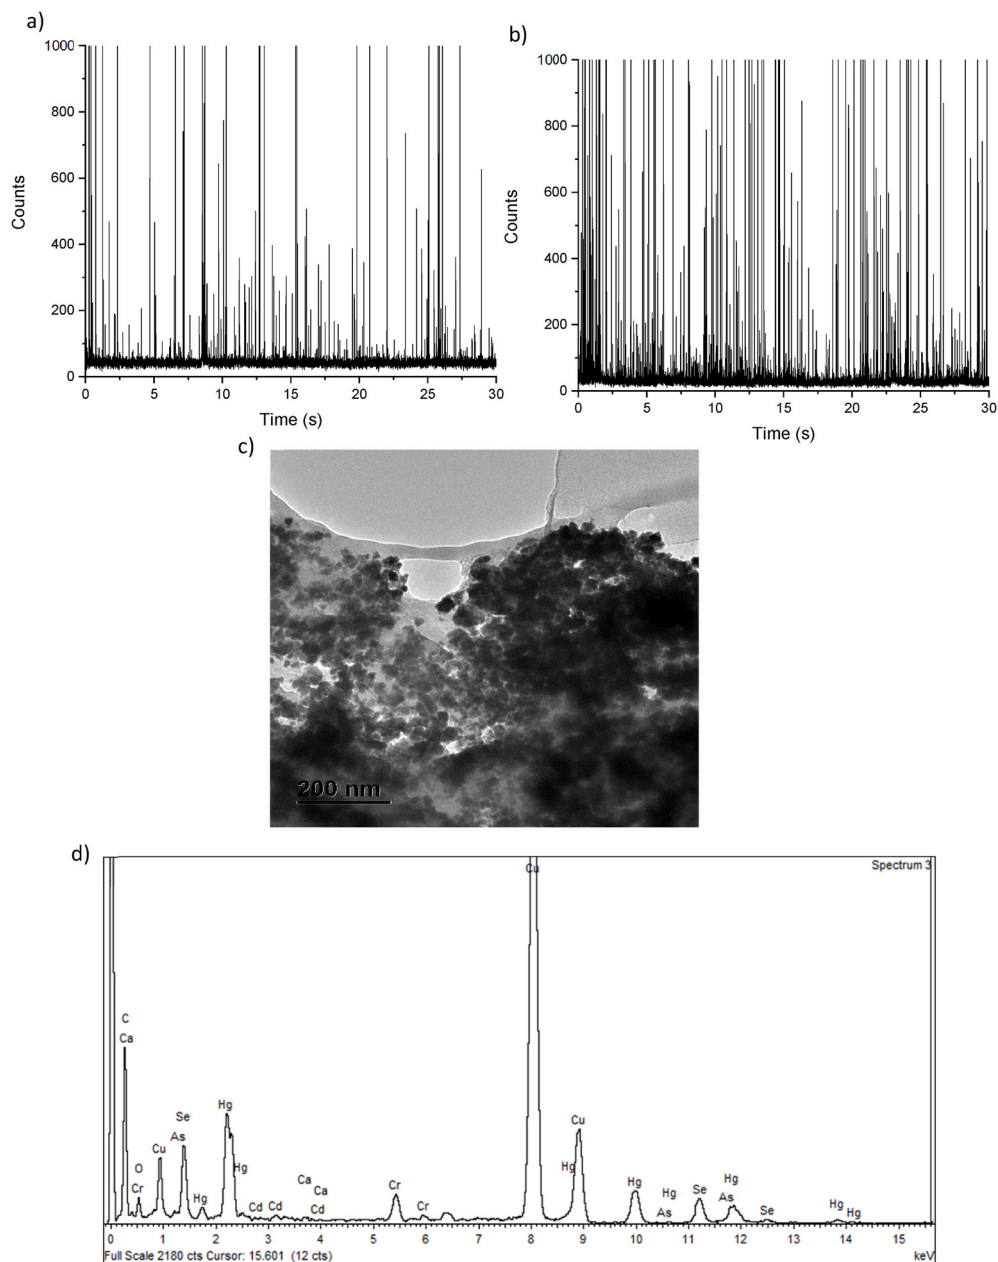 a)
1000
800
600
400
200
0
Counts
0 5 10 15 20 25 30
Time (s)
b)
1000
800
600
400
200
0
Counts
0 5 10 15 20 25 30
Time (s)
c)
200 nm
d)
Spectrum 3
Cu
C
Ca
O
Cr
Cu
Se
As
Hg
Hg
Hg
Cd
Cd
Ca
Ca
Cd
Cr
Cr
Cu
Hg
Hg
Hg
As
Se
Hg
As
Se
Hg
Hg
0 1 2 3 4 5 6 7 8 9 10 11 12 13 14 15
Full Scale 2180 cts Cursor: 15.601 (12 cts)
keV